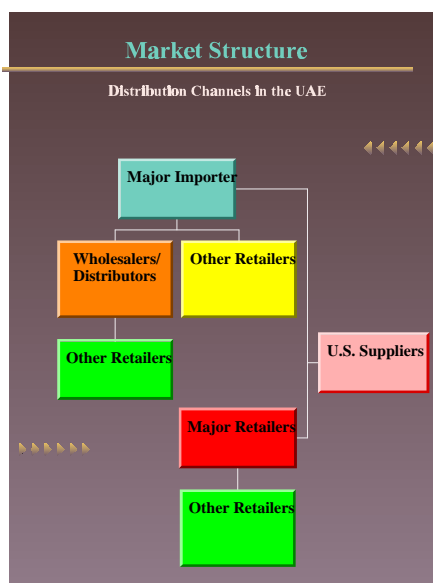 Market Structure
Distribution Channels in the UAE
Major Importer
Wholesalers/
Distributors
Other Retailers
Other Retailers
U.S. Suppliers
Major Retailers
Other Retailers